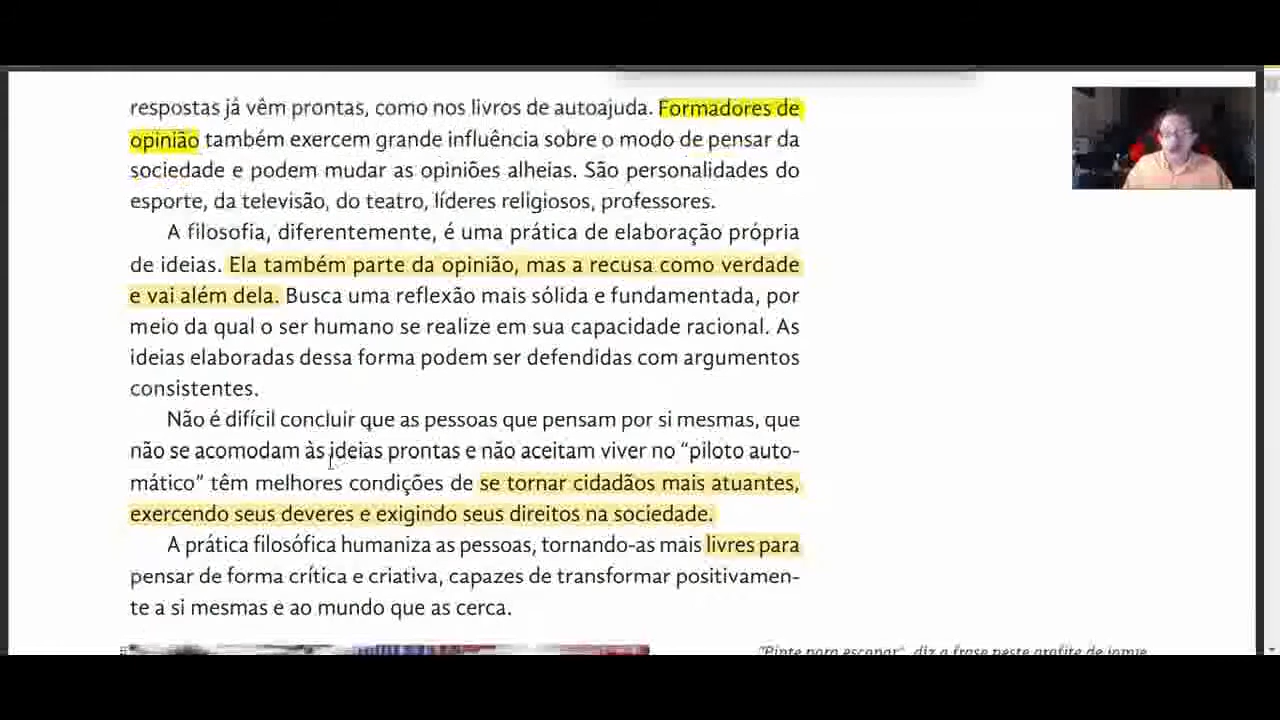 respostas já vêm prontas, como nos livros de autoajuda. Formadores de
opinião também exercem grande influência sobre o modo de pensar da
sociedade e podem mudar as opiniões alheias. São personalidades do
esporte, da televisão, do teatro, líderes religiosos, professores.
A filosofia, diferentemente, é uma prática de elaboração própria
de ideias. Ela também parte da opinião, mas a recusa como verdade
e vai além dela. Busca uma reflexão mais sólida e fundamentada, por
meio da qual o ser humano se realize em sua capacidade racional. As
ideias elaboradas dessa forma podem ser defendidas com argumentos
consistentes.
Não é difícil concluir que as pessoas que pensam por si mesmas, que
não se acomodam às ideias prontas e não aceitam viver no “piloto auto-
mático” têm melhores condições de se tornar cidadãos mais atuantes,
exercendo seus deveres e exigindo seus direitos na sociedade.
A prática filosófica humaniza as pessoas, tornando-as mais livres para
pensar de forma crítica e criativa, capazes de transformar positivamen-
te a si mesmas e ao mundo que as cerca.
diz a frase neste grafite de